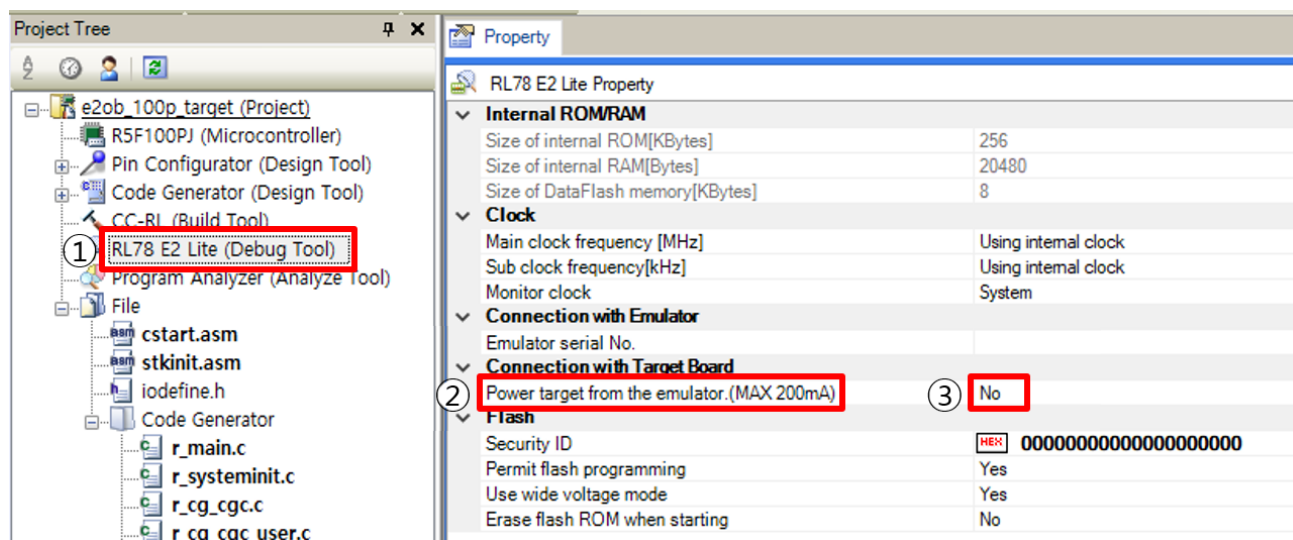 Project Tree
Property
RL78 E2 Lite Property
e2ob_100p_target (Project)
R5F100PJ (Microcontroller)
Pin Configurator (Design Tool)
Code Generator (Design Tool)
CC-RL (Build Tool)
① RL78 E2 Lite (Debug Tool)
Program Analyzer (Analyze Tool)
File
cstart.asm
stkinit.asm
iodefine.h
Code Generator
r_main.c
r_systeminit.c
r_cg_cgc.c
r_cg_cgc_user.c
Internal ROM/RAM
Size of internal ROM[KBytes] 256
Size of internal RAM[Bytes] 20480
Size of DataFlash memory[KBytes] 8
Clock
Main clock frequency [MHz] Using internal clock
Sub clock frequency[kHz] Using internal clock
Monitor clock System
Connection with Emulator
Emulator serial No.
Connection with Target Board
② Power target from the emulator.(MAX 200mA) ③ No
Flash
Security ID HEX 00000000000000000000
Permit flash programming Yes
Use wide voltage mode Yes
Erase flash ROM when starting No